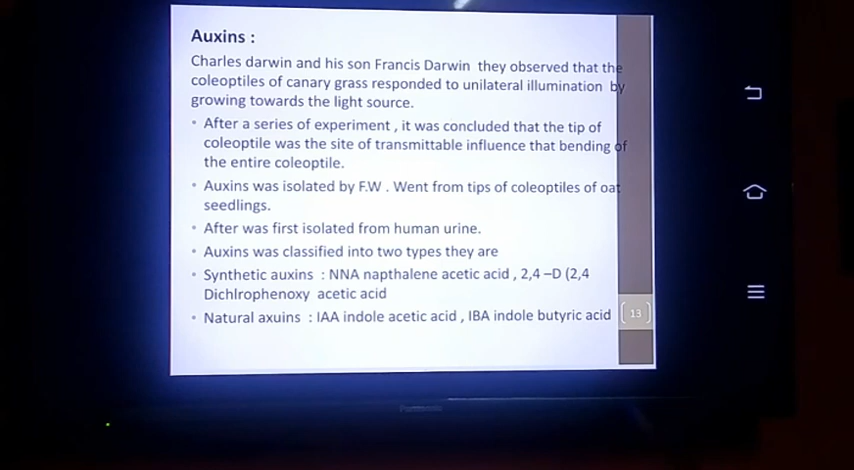 Auxins :
Charles darwin and his son Francis Darwin they observed that the
coleoptiles of canary grass responded to unilateral illumination by
growing towards the light source.
• After a series of experiment , it was concluded that the tip of
coleoptile was the site of transmittable influence that bending of
the entire coleoptile.
• Auxins was isolated by F.W . Went from tips of coleoptiles of oat
seedlings.
• After was first isolated from human urine.
• Auxins was classified into two types they are
• Synthetic auxins : NNA napthalene acetic acid , 2,4 –D (2,4
Dichlrophenoxy acetic acid
• Natural axuins : IAA indole acetic acid , IBA indole butyric acid
13
Panasonic